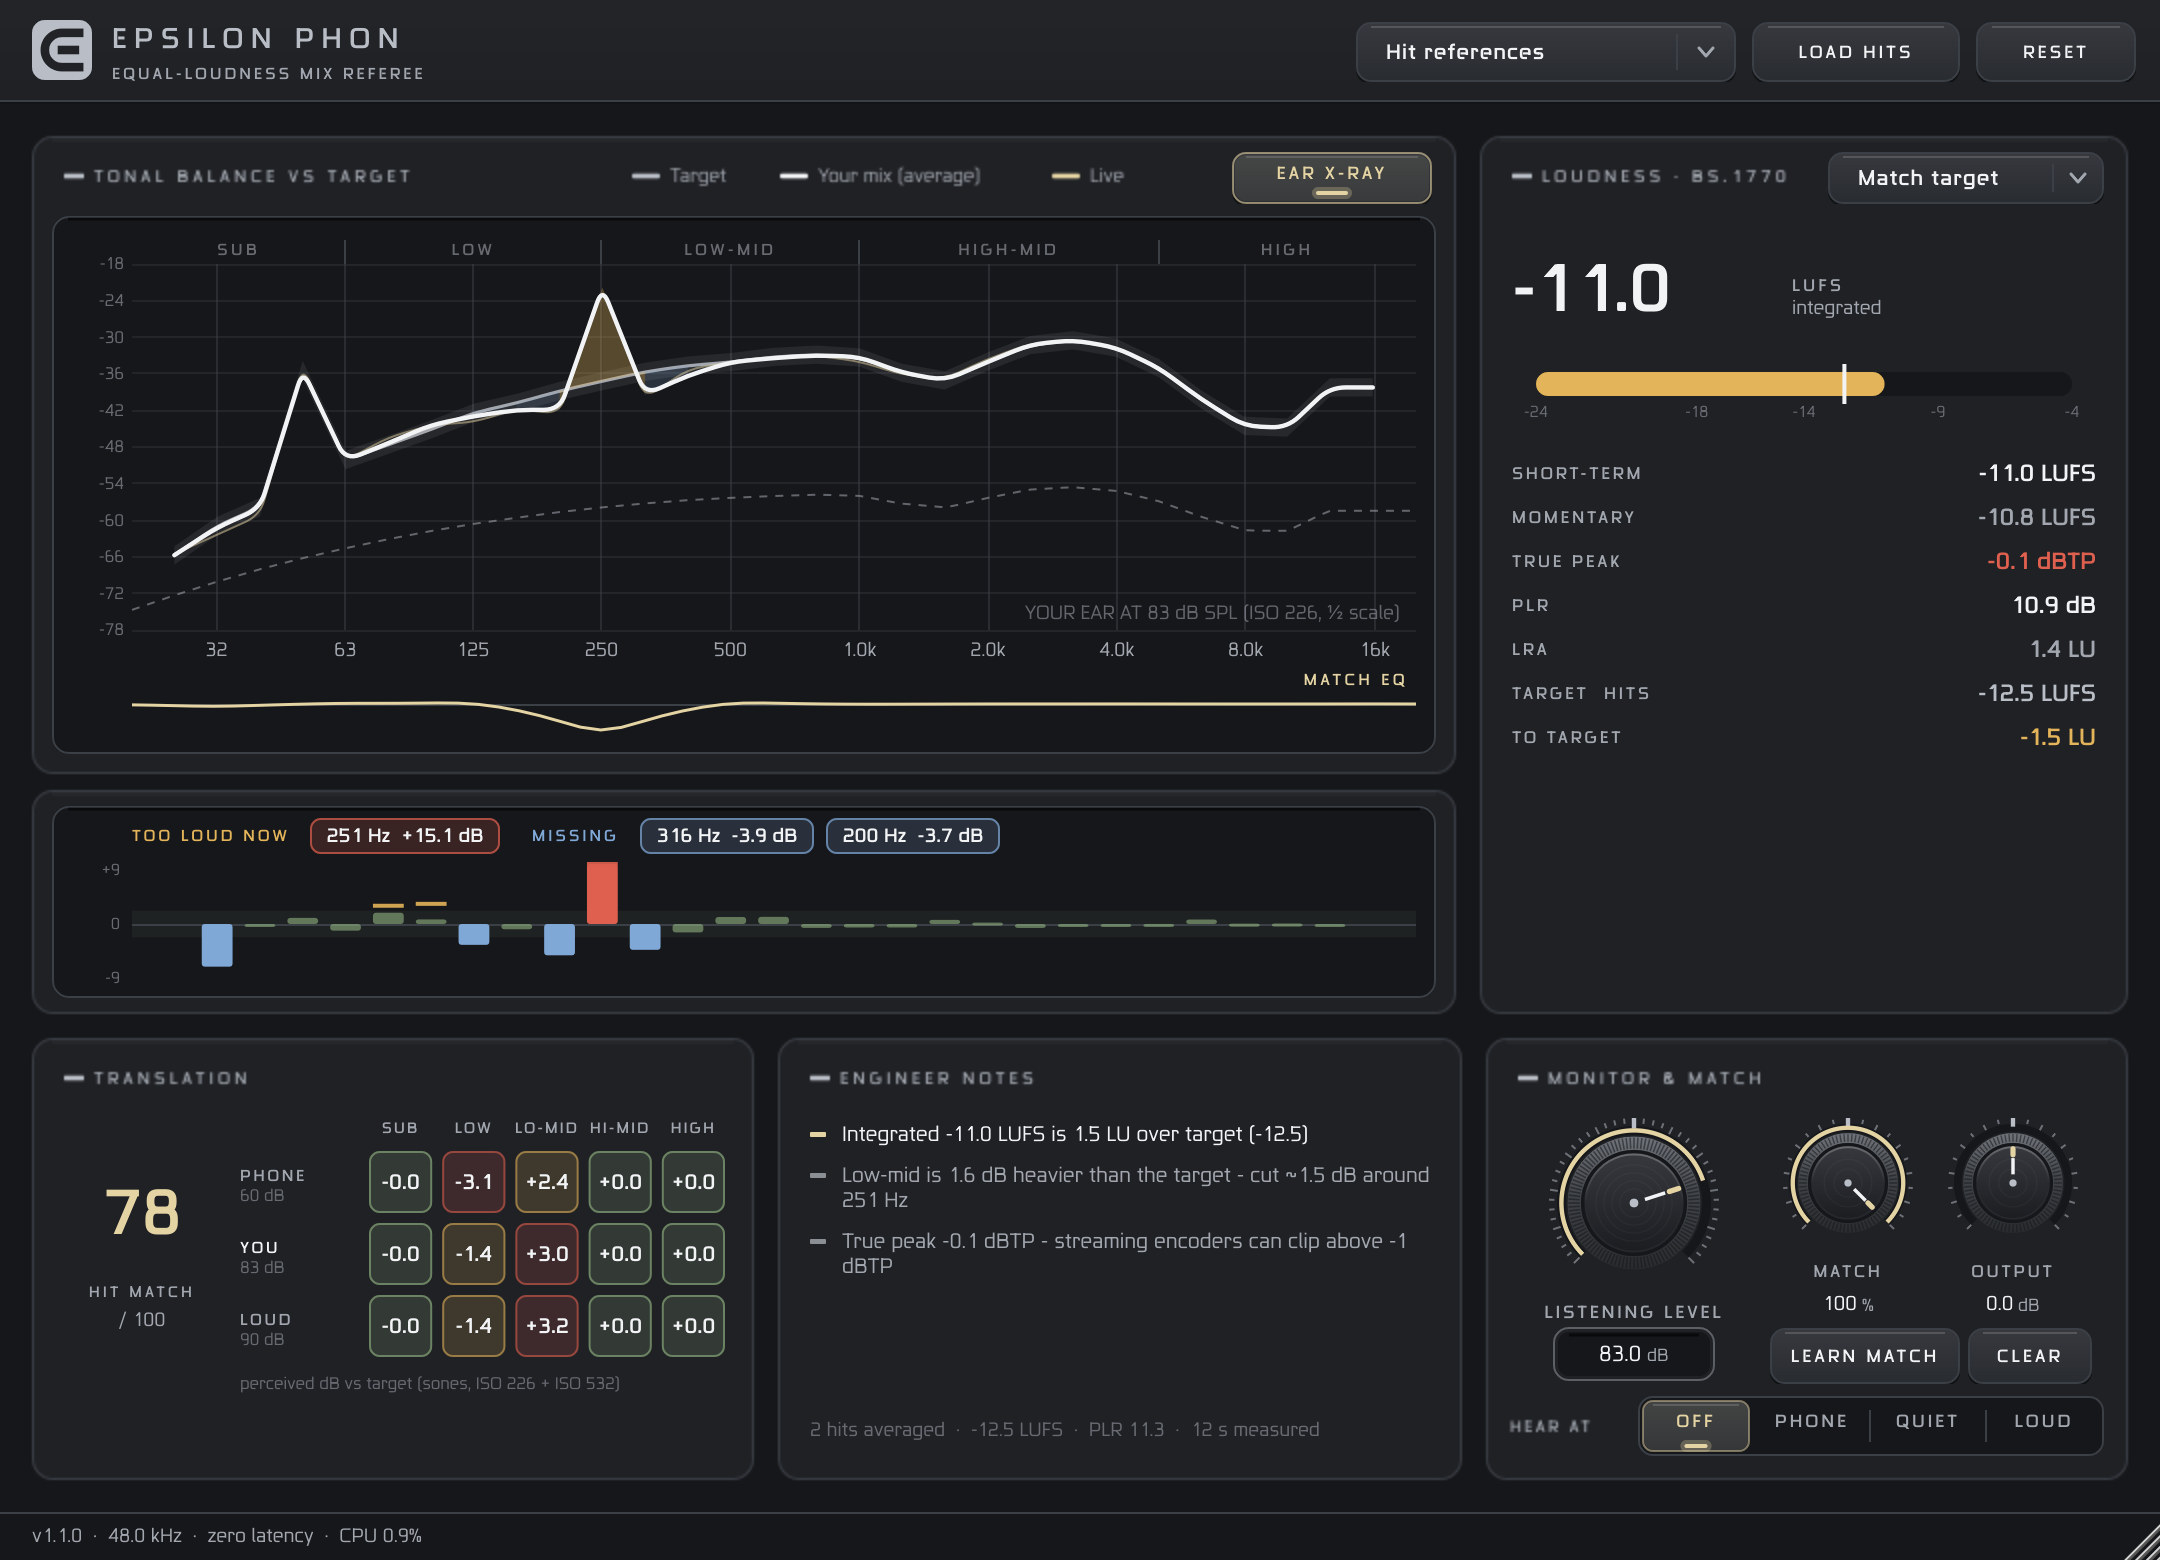 EPSILON PHON
EQUAL-LOUDNESS MIX REFEREE
Hit references
LOAD HITS
RESET
TONAL BALANCE VS TARGET
Target
Your mix (average)
Live
EAR X-RAY
SUB LOW LOW-MID HIGH-MID HIGH
-18
-24
-30
-36
-42
-48
-54
-60
-66
-72
-78
YOUR EAR AT 83 dB SPL (ISO 226, ½ scale)
32 63 125 250 500 1.0k 2.0k 4.0k 8.0k 16k
MATCH EQ
LOUDNESS · BS.1770
Match target
-11.0
LUFS
integrated
-24 -18 -14 -9 -4
SHORT-TERM -11.0 LUFS
MOMENTARY -10.8 LUFS
TRUE PEAK -0.1 dBTP
PLR 10.9 dB
LRA 1.4 LU
TARGET HITS -12.5 LUFS
TO TARGET -1.5 LU
TOO LOUD NOW 251 Hz +15.1 dB MISSING 316 Hz -3.9 dB 200 Hz -3.7 dB
+9
0
-9
TRANSLATION
SUB LOW LO-MID HI-MID HIGH
PHONE
60 dB
-0.0 -3.1 +2.4 +0.0 +0.0
YOU
83 dB
-0.0 -1.4 +3.0 +0.0 +0.0
LOUD
90 dB
-0.0 -1.4 +3.2 +0.0 +0.0
78
HIT MATCH
/ 100
perceived dB vs target (sones, ISO 226 + ISO 532)
ENGINEER NOTES
Integrated -11.0 LUFS is 1.5 LU over target (-12.5)
Low-mid is 1.6 dB heavier than the target - cut ~1.5 dB around
251 Hz
True peak -0.1 dBTP - streaming encoders can clip above -1
dBTP
2 hits averaged · -12.5 LUFS · PLR 11.3 · 12 s measured
MONITOR & MATCH
LISTENING LEVEL
83.0 dB
MATCH
100 %
OUTPUT
0.0 dB
LEARN MATCH
CLEAR
HEAR AT
OFF PHONE QUIET LOUD
v1.1.0 · 48.0 kHz · zero latency · CPU 0.9%